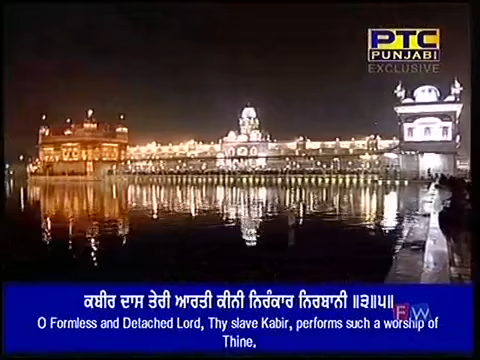 PTC
PUNJABI
EXCLUSIVE
ਕਬੀਰ ਦਾਸ ਤੇਰੀ ਆਰਤੀ ਕੀਨੀ ਨਿਰੰਕਾਰ ਨਿਰਬਾਨੀ ॥੩॥੫॥
FW
O Formless and Detached Lord, Thy slave Kabir, performs such a worship of
Thine.